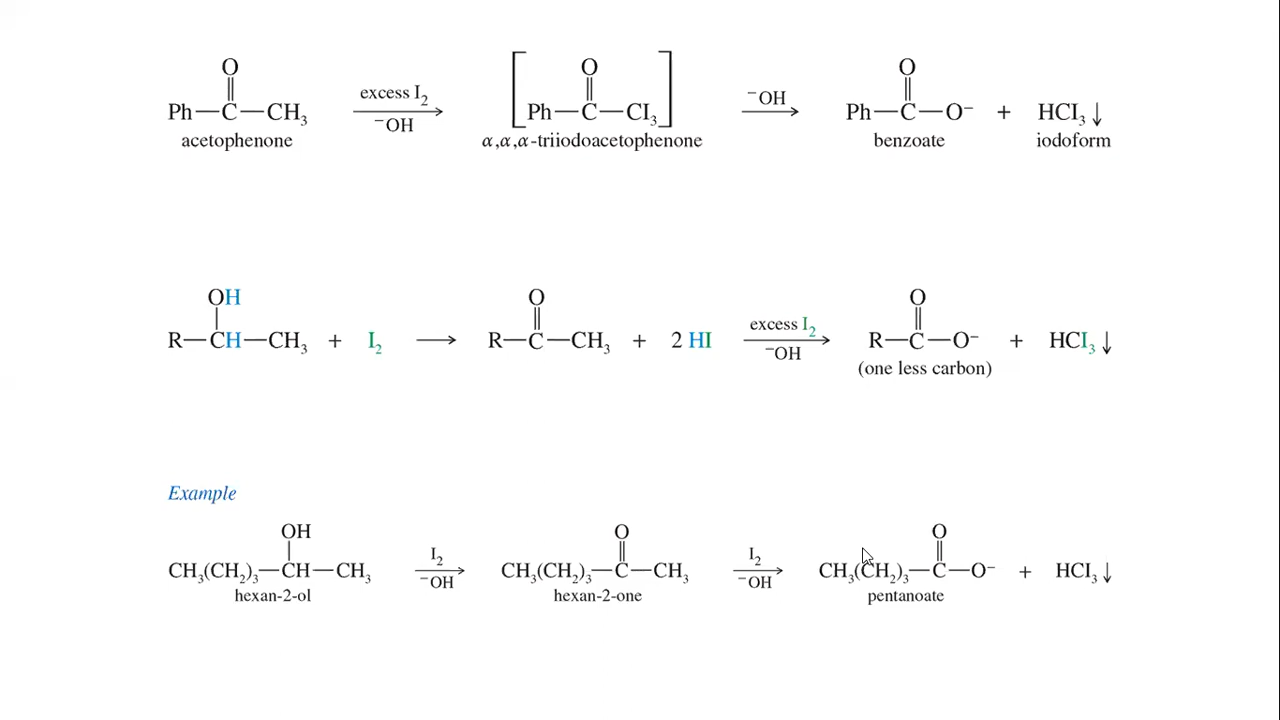 O O O
Ph—C—CH₃ excess I₂ ⁻OH [Ph—C—CI₃] ⁻OH Ph—C—O⁻ + HCI₃↓
acetophenone α,α,α-triiodoacetophenone benzoate iodoform
OH O O
R—CH—CH₃ + I₂ ⟶ R—C—CH₃ + 2 HI excess I₂ ⁻OH R—C—O⁻ + HCI₃↓
(one less carbon)
Example
OH O O
CH₃(CH₂)₃—CH—CH₃ I₂ ⁻OH CH₃(CH₂)₃—C—CH₃ I₂ ⁻OH CH₃(CH₂)₃—C—O⁻ + HCI₃↓
hexan-2-ol hexan-2-one pentanoate